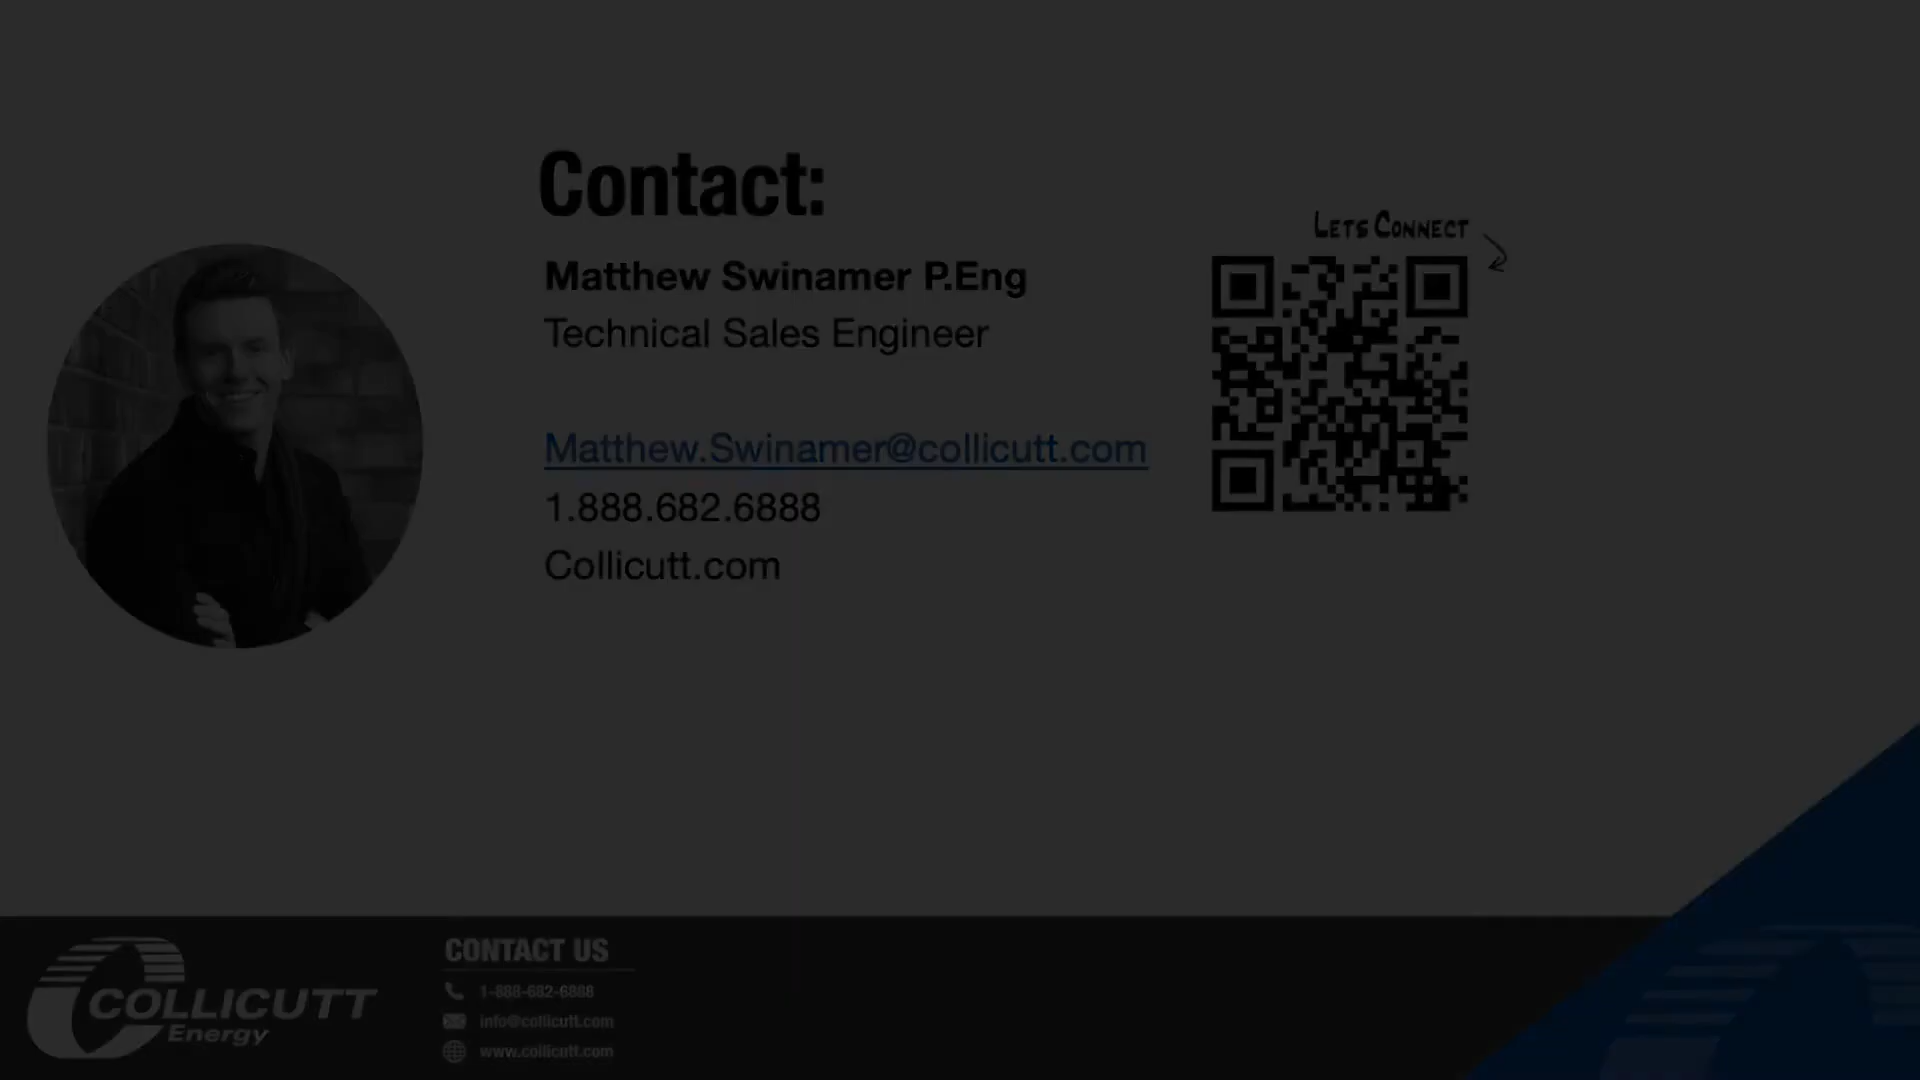 Contact:
Matthew Swinamer P.Eng
Technical Sales Engineer
Matthew.Swinamer@collicutt.com
1.888.682.6888
Collicutt.com
LETS CONNECT
COLLICUTT
Energy
CONTACT US
1-888-682-6888
info@collicutt.com
www.collicutt.com